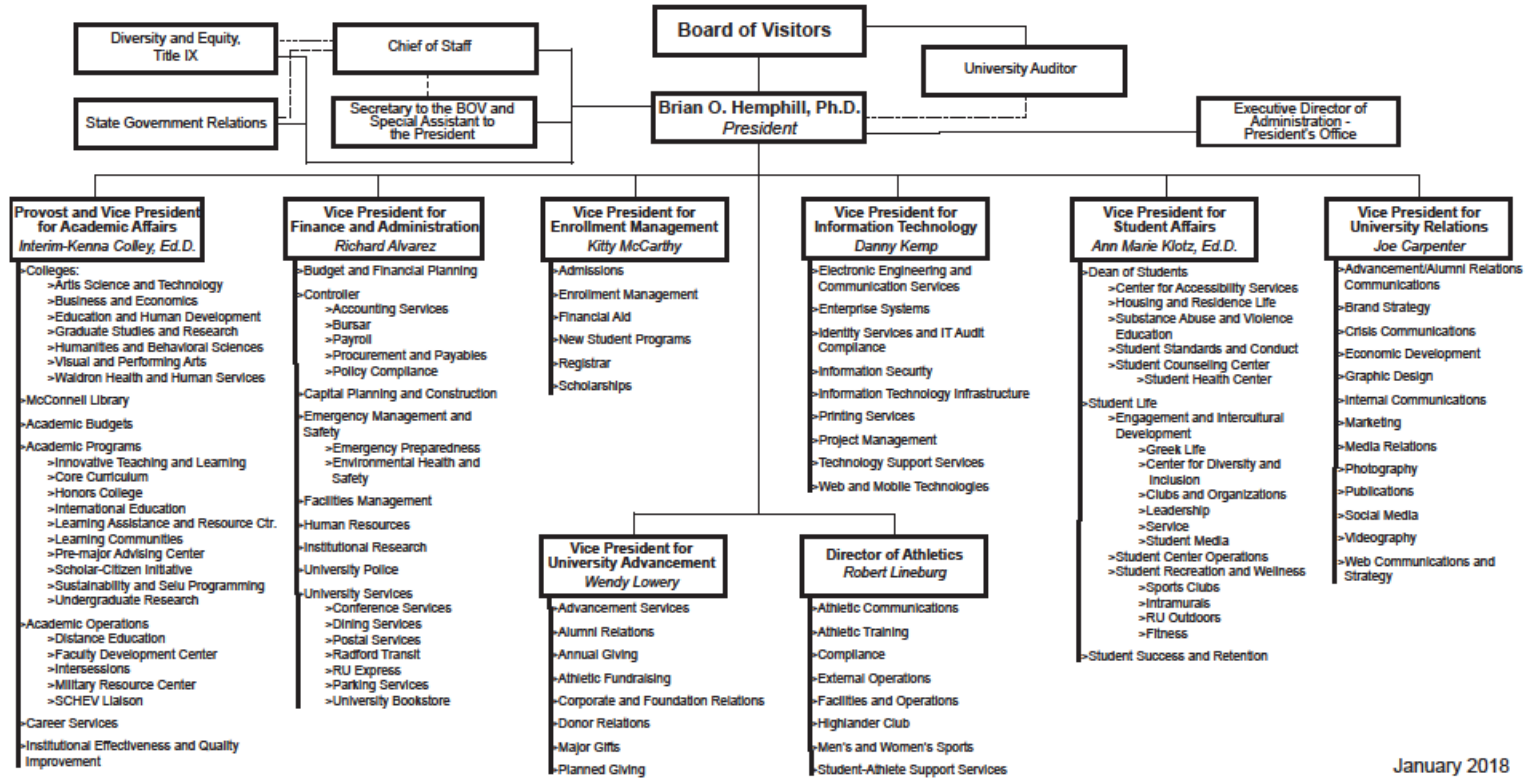 Board of Visitors
Diversity and Equity,
Title IX
Chief of Staff
University Auditor
State Government Relations
Secretary to the BOV and
Special Assistant to
the President
Brian O. Hemphill, Ph.D.
President
Executive Director of
Administration -
President's Office
Provost and Vice President
for Academic Affairs
Interim-Kenna Colley, Ed.D.
>Colleges:
>Artis Science and Technology
>Business and Economics
>Education and Human Development
>Graduate Studies and Research
>Humanities and Behavioral Sciences
>Visual and Performing Arts
>Waldron Health and Human Services
>McConnell Library
>Academic Budgets
>Academic Programs
>Innovative Teaching and Learning
>Core Curriculum
>Honors College
>International Education
>Learning Assistance and Resource Ctr.
>Learning Communities
>Pre-major Advising Center
>Scholar-Citizen Initiative
>Sustainability and Selu Programming
>Undergraduate Research
>Academic Operations
>Distance Education
>Faculty Development Center
>Intersessions
>Military Resource Center
>SCHEV Liaison
>Career Services
>Institutional Effectiveness and Quality
Improvement
Vice President for
Finance and Administration
Richard Alvarez
>Budget and Financial Planning
>Controller
>Accounting Services
>Bursar
>Payroll
>Procurement and Payables
>Policy Compliance
>Capital Planning and Construction
>Emergency Management and
Safety
>Emergency Preparedness
>Environmental Health and
Safety
>Facilities Management
>Human Resources
>Institutional Research
>University Police
>University Services
>Conference Services
>Dining Services
>Postal Services
>Radford Transit
>RU Express
>Parking Services
>University Bookstore
Vice President for
Enrollment Management
Kitty McCarthy
>Admissions
>Enrollment Management
>Financial Aid
>New Student Programs
>Registrar
>Scholarships
Vice President for
Information Technology
Danny Kemp
>Electronic Engineering and
Communication Services
>Enterprise Systems
>Identity Services and IT Audit
Compliance
>Information Security
>Information Technology Infrastructure
>Printing Services
>Project Management
>Technology Support Services
>Web and Mobile Technologies
Vice President for
Student Affairs
Ann Marie Klotz, Ed.D.
>Dean of Students
>Center for Accessibility Services
>Housing and Residence Life
>Substance Abuse and Violence
Education
>Student Standards and Conduct
>Student Counseling Center
>Student Health Center
>Student Life
>Engagement and Intercultural
Development
>Greek Life
>Center for Diversity and
Inclusion
>Clubs and Organizations
>Leadership
>Service
>Student Media
>Student Center Operations
>Student Recreation and Wellness
>Sports Clubs
>Intramurals
>RU Outdoors
>Fitness
>Student Success and Retention
Vice President for
University Relations
Joe Carpenter
>Advancement/Alumni Relations
Communications
>Brand Strategy
>Crisis Communications
>Economic Development
>Graphic Design
>Internal Communications
>Marketing
>Media Relations
>Photography
>Publications
>Social Media
>Videography
>Web Communications and
Strategy
Vice President for
University Advancement
Wendy Lowery
>Advancement Services
>Alumni Relations
>Annual Giving
>Athletic Fundraising
>Corporate and Foundation Relations
>Donor Relations
>Major Gifts
>Planned Giving
Director of Athletics
Robert Lineburg
>Athletic Communications
>Athletic Training
>Compliance
>External Operations
>Facilities and Operations
>Highlander Club
>Men's and Women's Sports
>Student-Athlete Support Services
January 2018